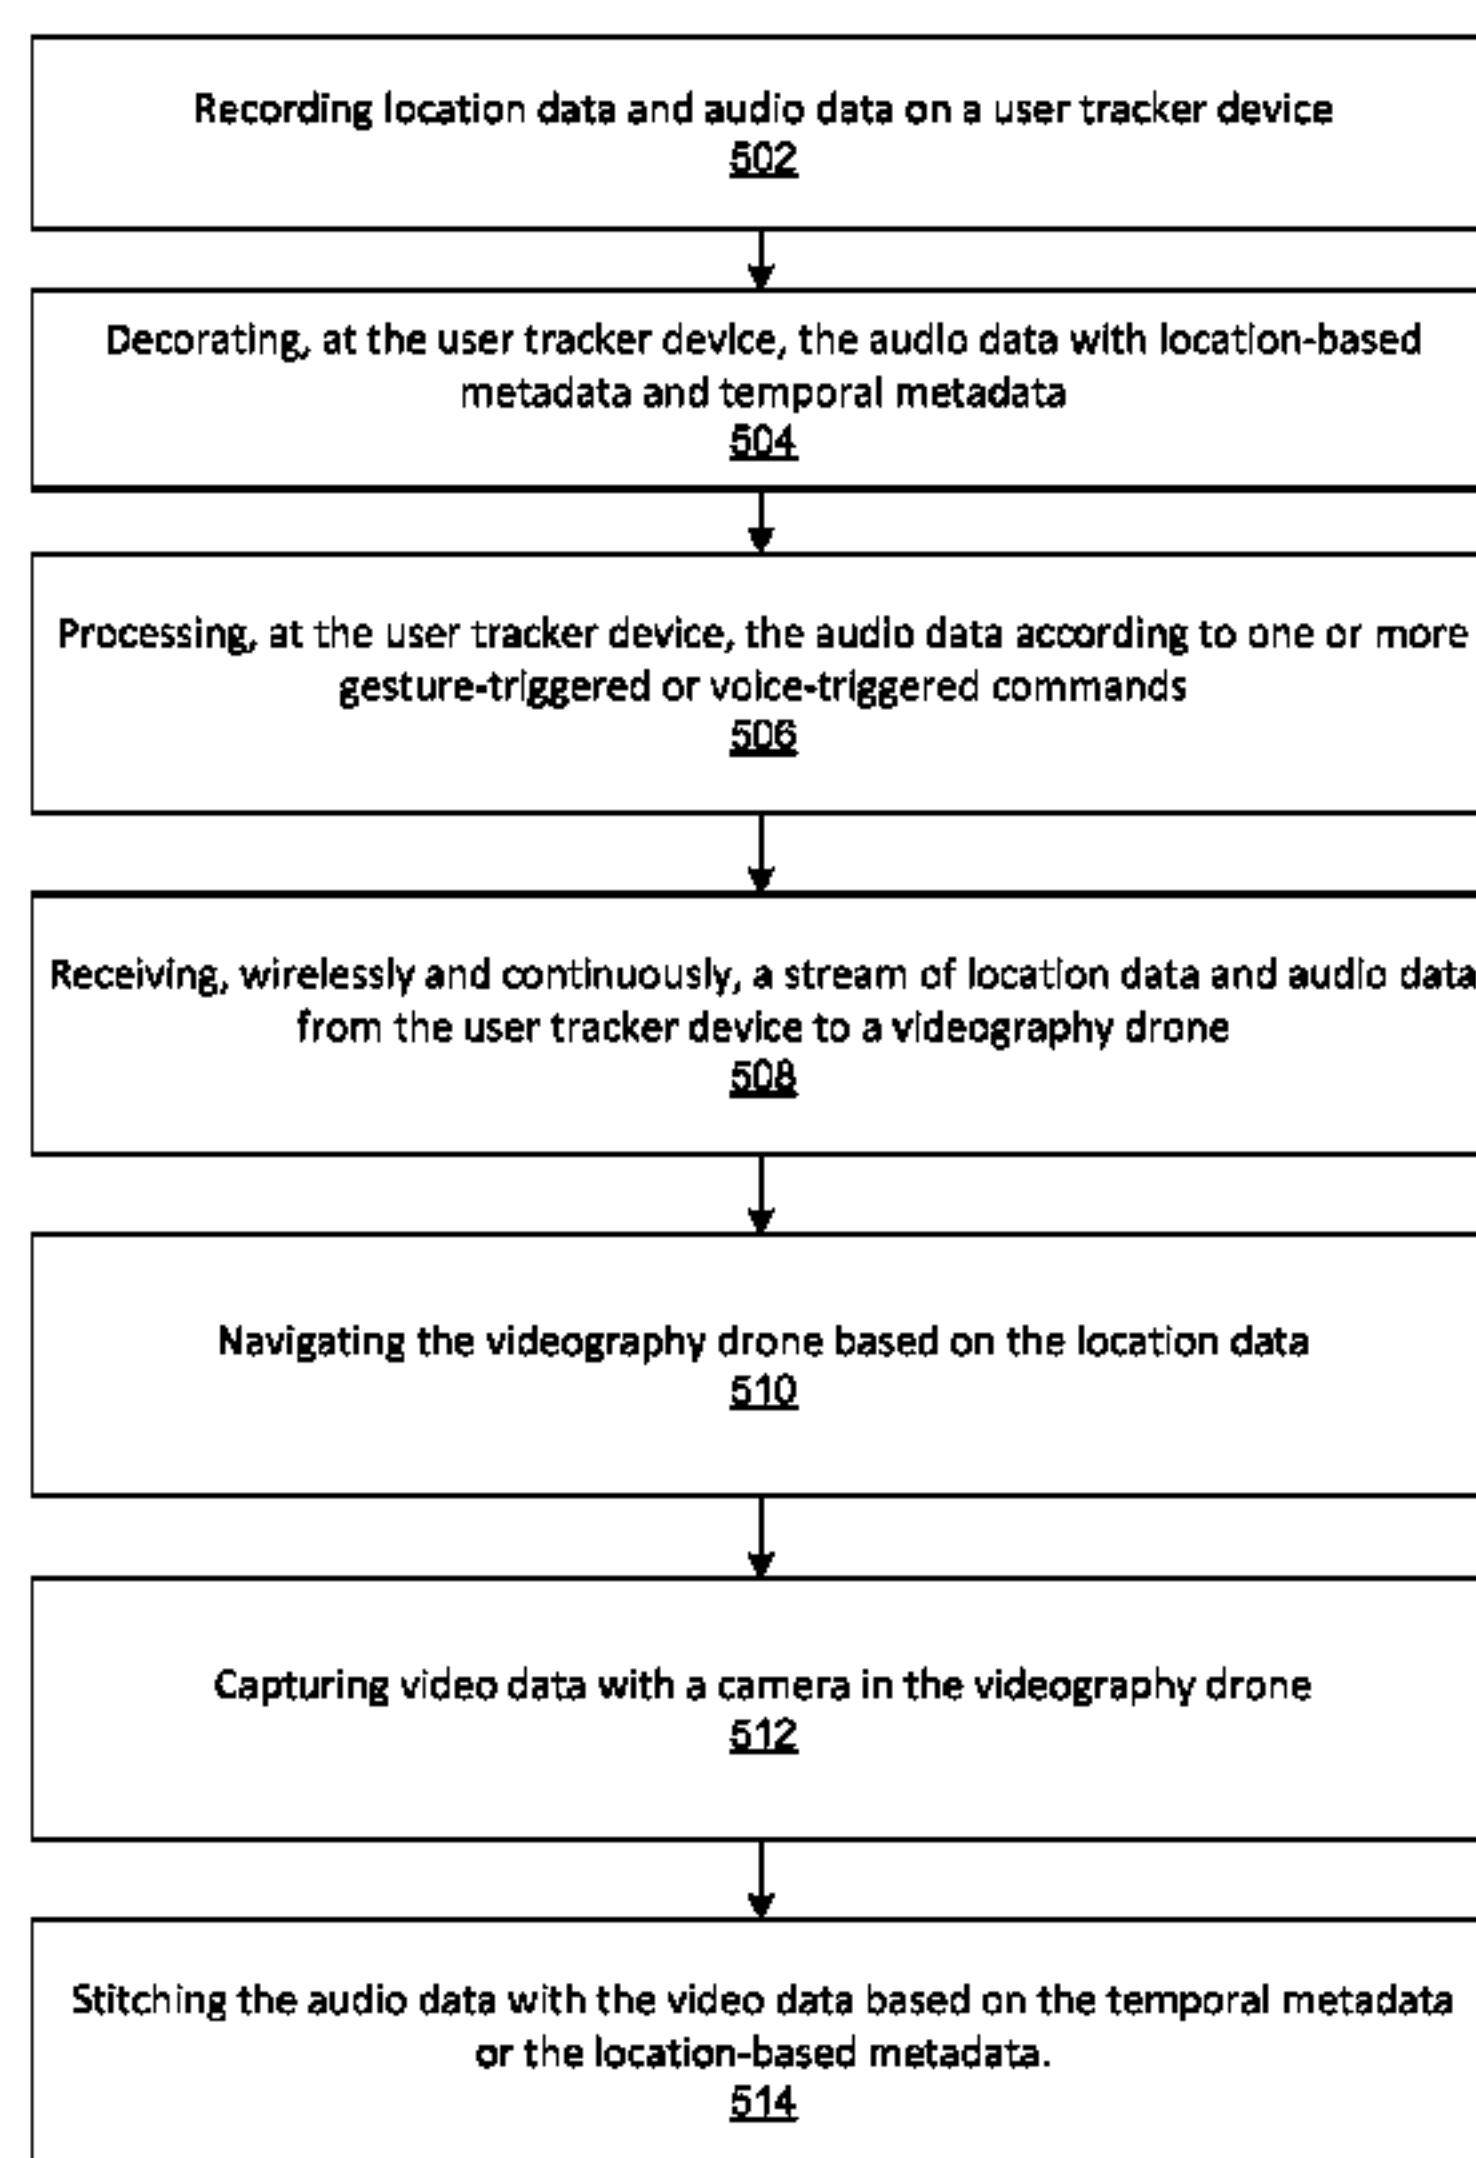 Recording location data and audio data on a user tracker device
502
Decorating, at the user tracker device, the audio data with location-based
metadata and temporal metadata
504
Processing, at the user tracker device, the audio data according to one or more
gesture-triggered or voice-triggered commands
506
Receiving, wirelessly and continuously, a stream of location data and audio data
from the user tracker device to a videography drone
508
Navigating the videography drone based on the location data
510
Capturing video data with a camera in the videography drone
512
Stitching the audio data with the video data based on the temporal metadata
or the location-based metadata.
514